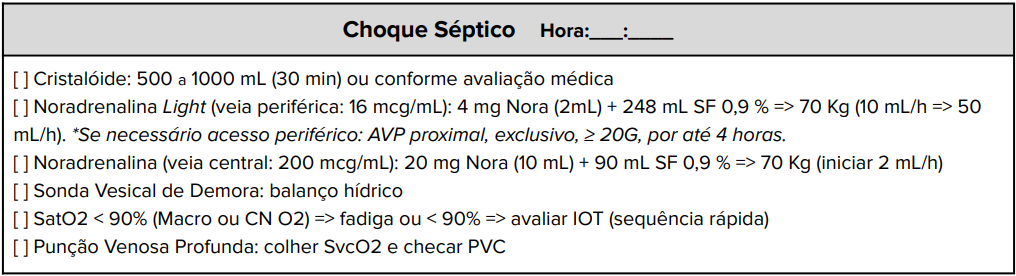 Choque Séptico Hora:___:____
[ ] Cristalóide: 500 a 1000 mL (30 min) ou conforme avaliação médica
[ ] Noradrenalina Light (veia periférica: 16 mcg/mL): 4 mg Nora (2mL) + 248 mL SF 0,9 % => 70 Kg (10 mL/h => 50
mL/h). *Se necessário acesso periférico: AVP proximal, exclusivo, ≥ 20G, por até 4 horas.
[ ] Noradrenalina (veia central: 200 mcg/mL): 20 mg Nora (10 mL) + 90 mL SF 0,9 % => 70 Kg (iniciar 2 mL/h)
[ ] Sonda Vesical de Demora: balanço hídrico
[ ] SatO2 < 90% (Macro ou CN O2) => fadiga ou < 90% => avaliar IOT (sequência rápida)
[ ] Punção Venosa Profunda: colher SvcO2 e checar PVC